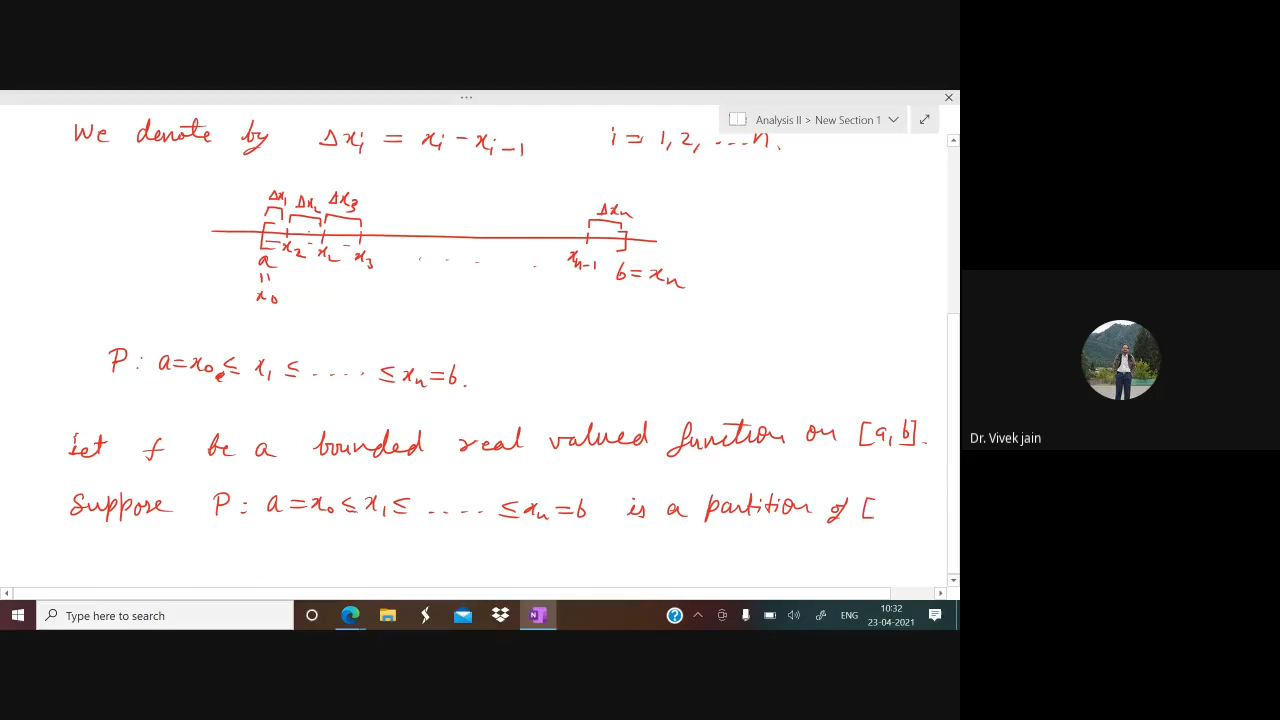 Analysis II > New Section 1
We denote by Δxi = xi - xi-1 i = 1, 2, ... n.
Δx1 Δx2 Δx3 Δxn
a x2 x2 x3 . . . . xn-1 b = xn
||
x0
P: a = x0 ≤ x1 ≤ ..... ≤ xn = b.
Let f be a bounded real valued function on [a, b].
Suppose P: a = x0 ≤ x1 ≤ ..... ≤ xn = b is a partition of [
Dr. Vivek jain
Type here to search
ENG
10:32
23-04-2021